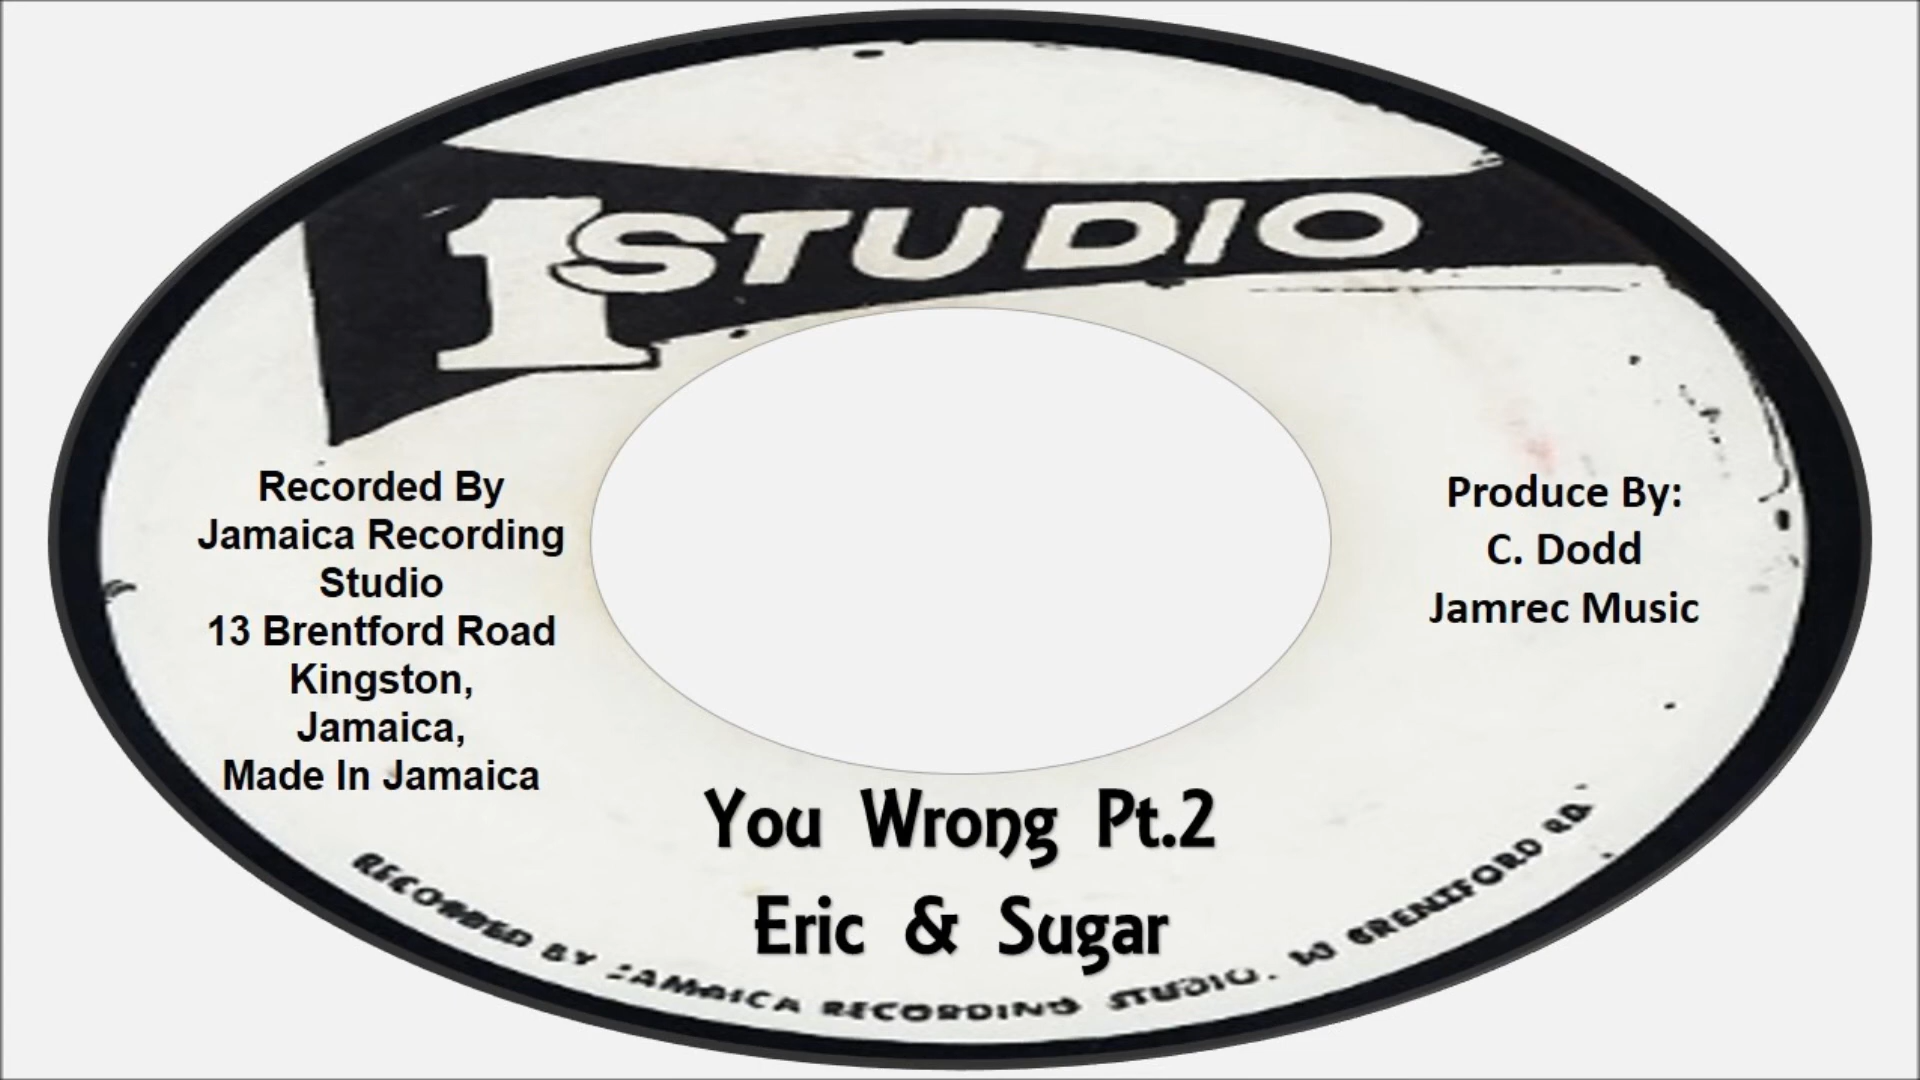 1 STUDIO
Recorded By
Jamaica Recording
Studio
13 Brentford Road
Kingston,
Jamaica,
Made In Jamaica
Produce By:
C. Dodd
Jamrec Music
You Wrong Pt.2
Eric & Sugar
RECORDED BY JAMAICA RECORDING STUDIO. BRENTFORD RD.